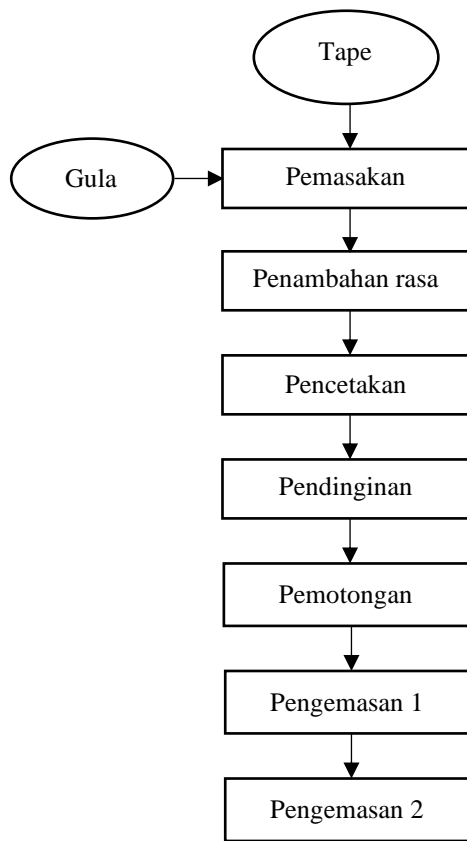 Tape
Gula
Pemasakan
Penambahan rasa
Pencetakan
Pendinginan
Pemotongan
Pengemasan 1
Pengemasan 2